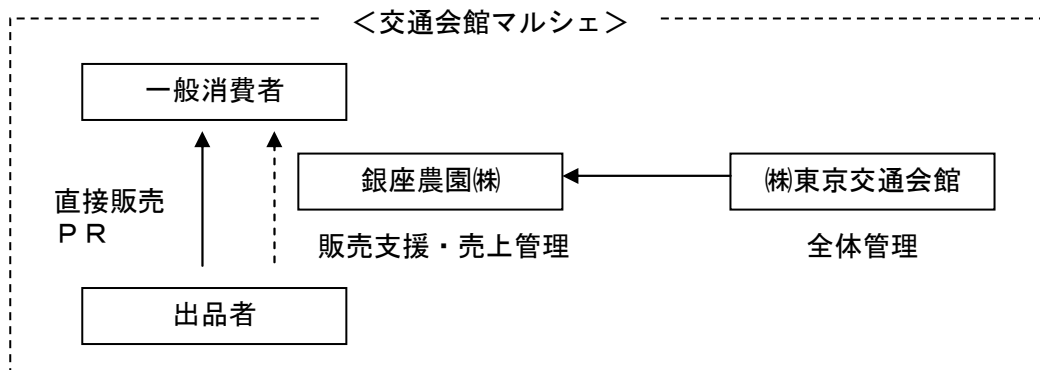 ＜交通会館マルシェ＞
一般消費者
銀座農園㈱
㈱東京交通会館
直接販売
ＰＲ
販売支援・売上管理
全体管理
出品者